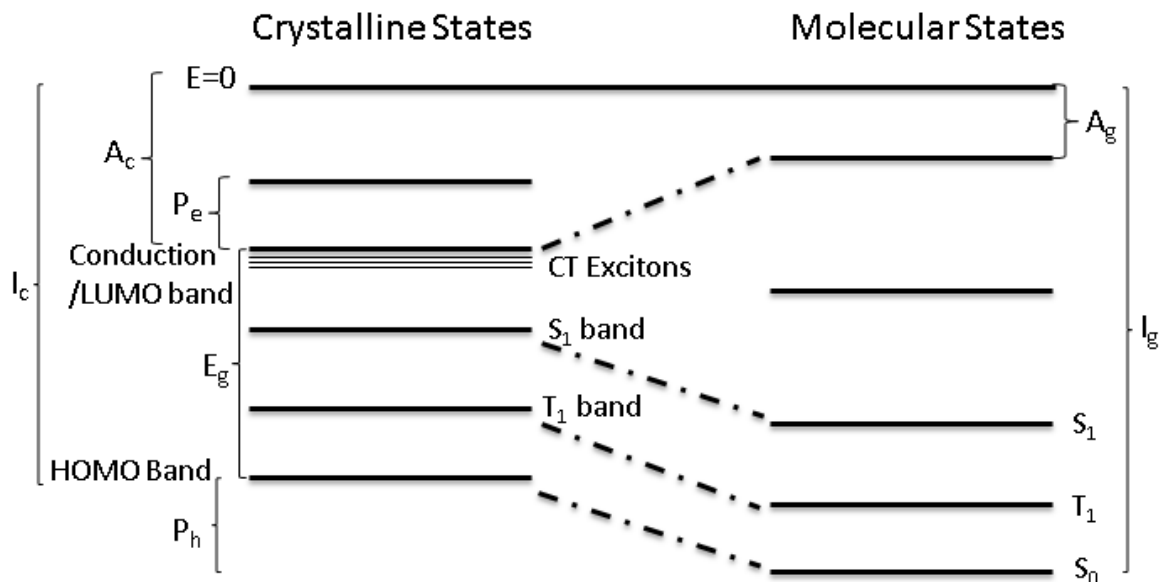 Crystalline States
Molecular States
E=0
A_c
A_g
P_e
Conduction
/LUMO band
CT Excitons
I_c
I_g
S_1 band
E_g
T_1 band
S_1
HOMO Band
T_1
P_h
S_0